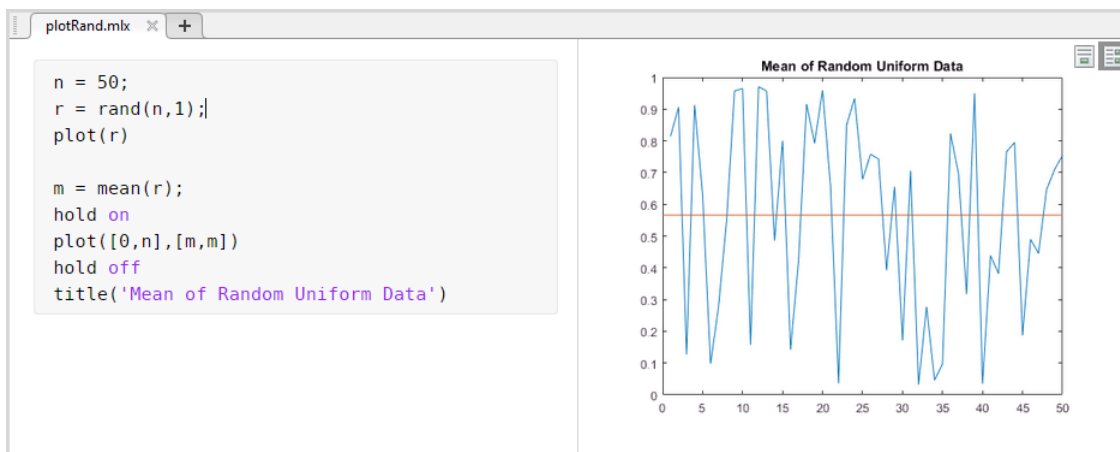 plotRand.mlx
n = 50;
r = rand(n,1);
plot(r)
m = mean(r);
hold on
plot([0,n],[m,m])
hold off
title('Mean of Random Uniform Data')
Mean of Random Uniform Data
1
0.9
0.8
0.7
0.6
0.5
0.4
0.3
0.2
0.1
0
0 5 10 15 20 25 30 35 40 45 50